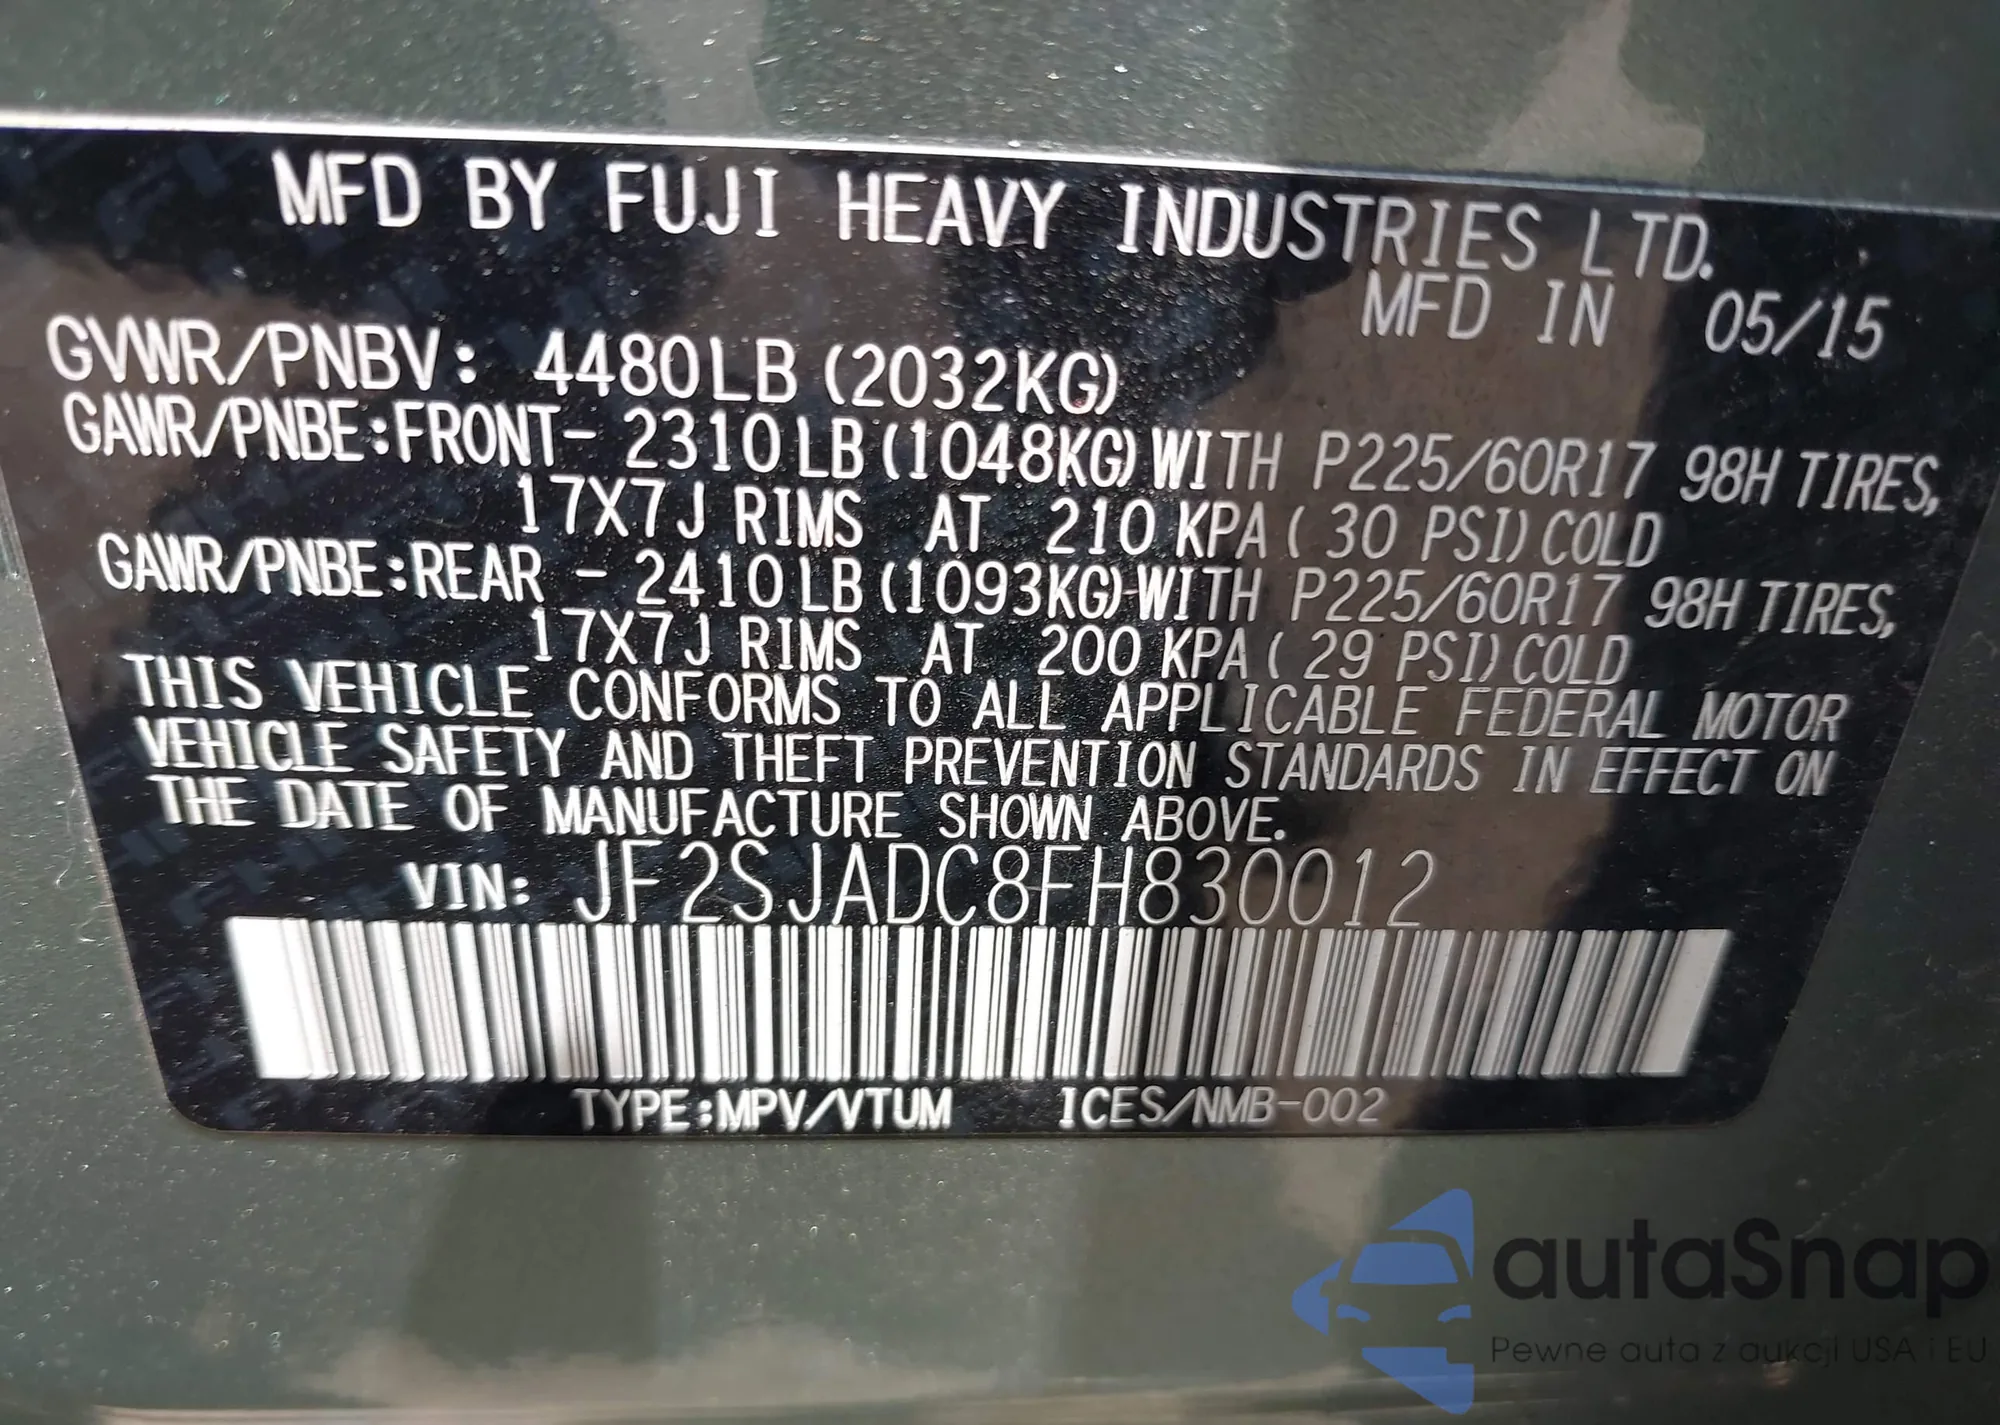 MFD BY FUJI HEAVY INDUSTRIES LTD.
MFD IN 05/15
GVWR/PNBV: 4480LB (2032KG)
GAWR/PNBE:FRONT- 2310LB (1048KG) WITH P225/60R17 98H TIRES,
17X7J RIMS AT 210 KPA ( 30 PSI) COLD
GAWR/PNBE:REAR - 2410LB (1093KG) WITH P225/60R17 98H TIRES,
17X7J RIMS AT 200 KPA ( 29 PSI) COLD
THIS VEHICLE CONFORMS TO ALL APPLICABLE FEDERAL MOTOR
VEHICLE SAFETY AND THEFT PREVENTION STANDARDS IN EFFECT ON
THE DATE OF MANUFACTURE SHOWN ABOVE.
VIN: JF2SJADC8FH830012
TYPE:MPV/VTUM ICES/NMB-002
autaSnap
Pewne auta z aukcji USA i EU